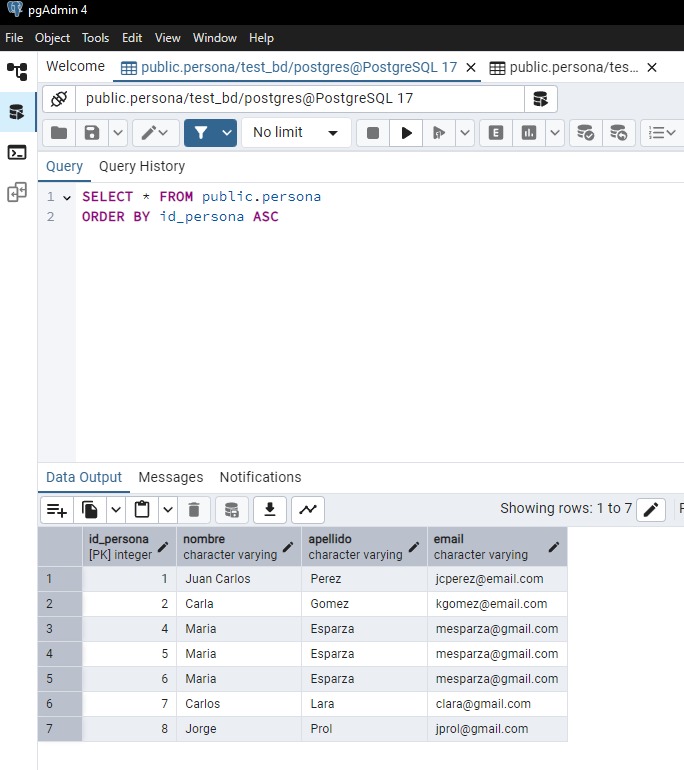 pgAdmin 4
File Object Tools Edit View Window Help
Welcome public.persona/test_bd/postgres@PostgreSQL 17 public.persona/tes...
public.persona/test_bd/postgres@PostgreSQL 17
No limit E
Query Query History
1 SELECT * FROM public.persona
2 ORDER BY id_persona ASC
Data Output Messages Notifications
Showing rows: 1 to 7
id_persona nombre apellido email
[PK] integer character varying character varying character varying
1 1 Juan Carlos Perez jcperez@email.com
2 2 Carla Gomez kgomez@email.com
3 4 Maria Esparza mesparza@gmail.com
4 5 Maria Esparza mesparza@gmail.com
5 6 Maria Esparza mesparza@gmail.com
6 7 Carlos Lara clara@gmail.com
7 8 Jorge Prol jprol@gmail.com